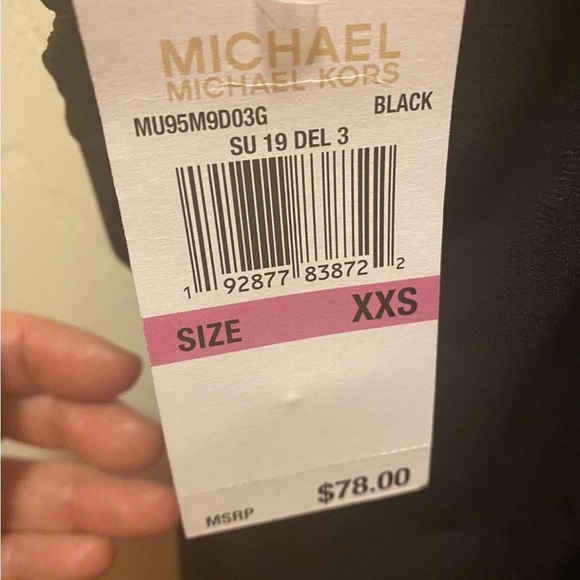 MICHAEL
MICHAEL KORS
MU95M9D03G BLACK
SU 19 DEL 3
1 92877 83872 2
SIZE XXS
MSRP $78.00